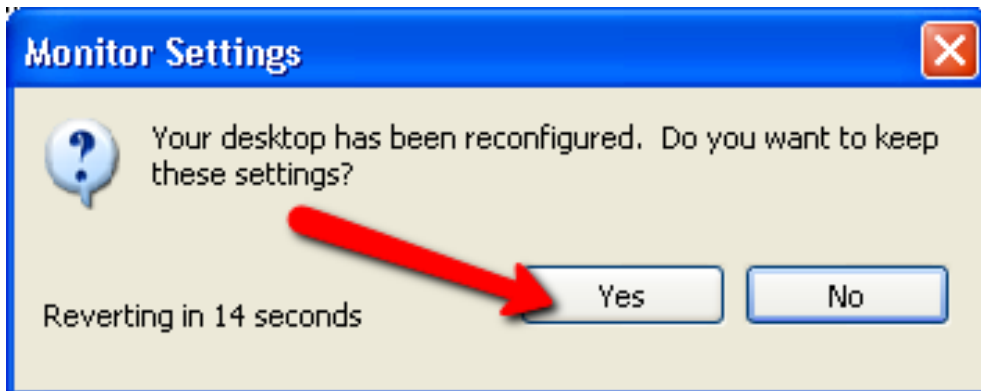 Monitor Settings
Your desktop has been reconfigured. Do you want to keep
these settings?
Yes No
Reverting in 14 seconds